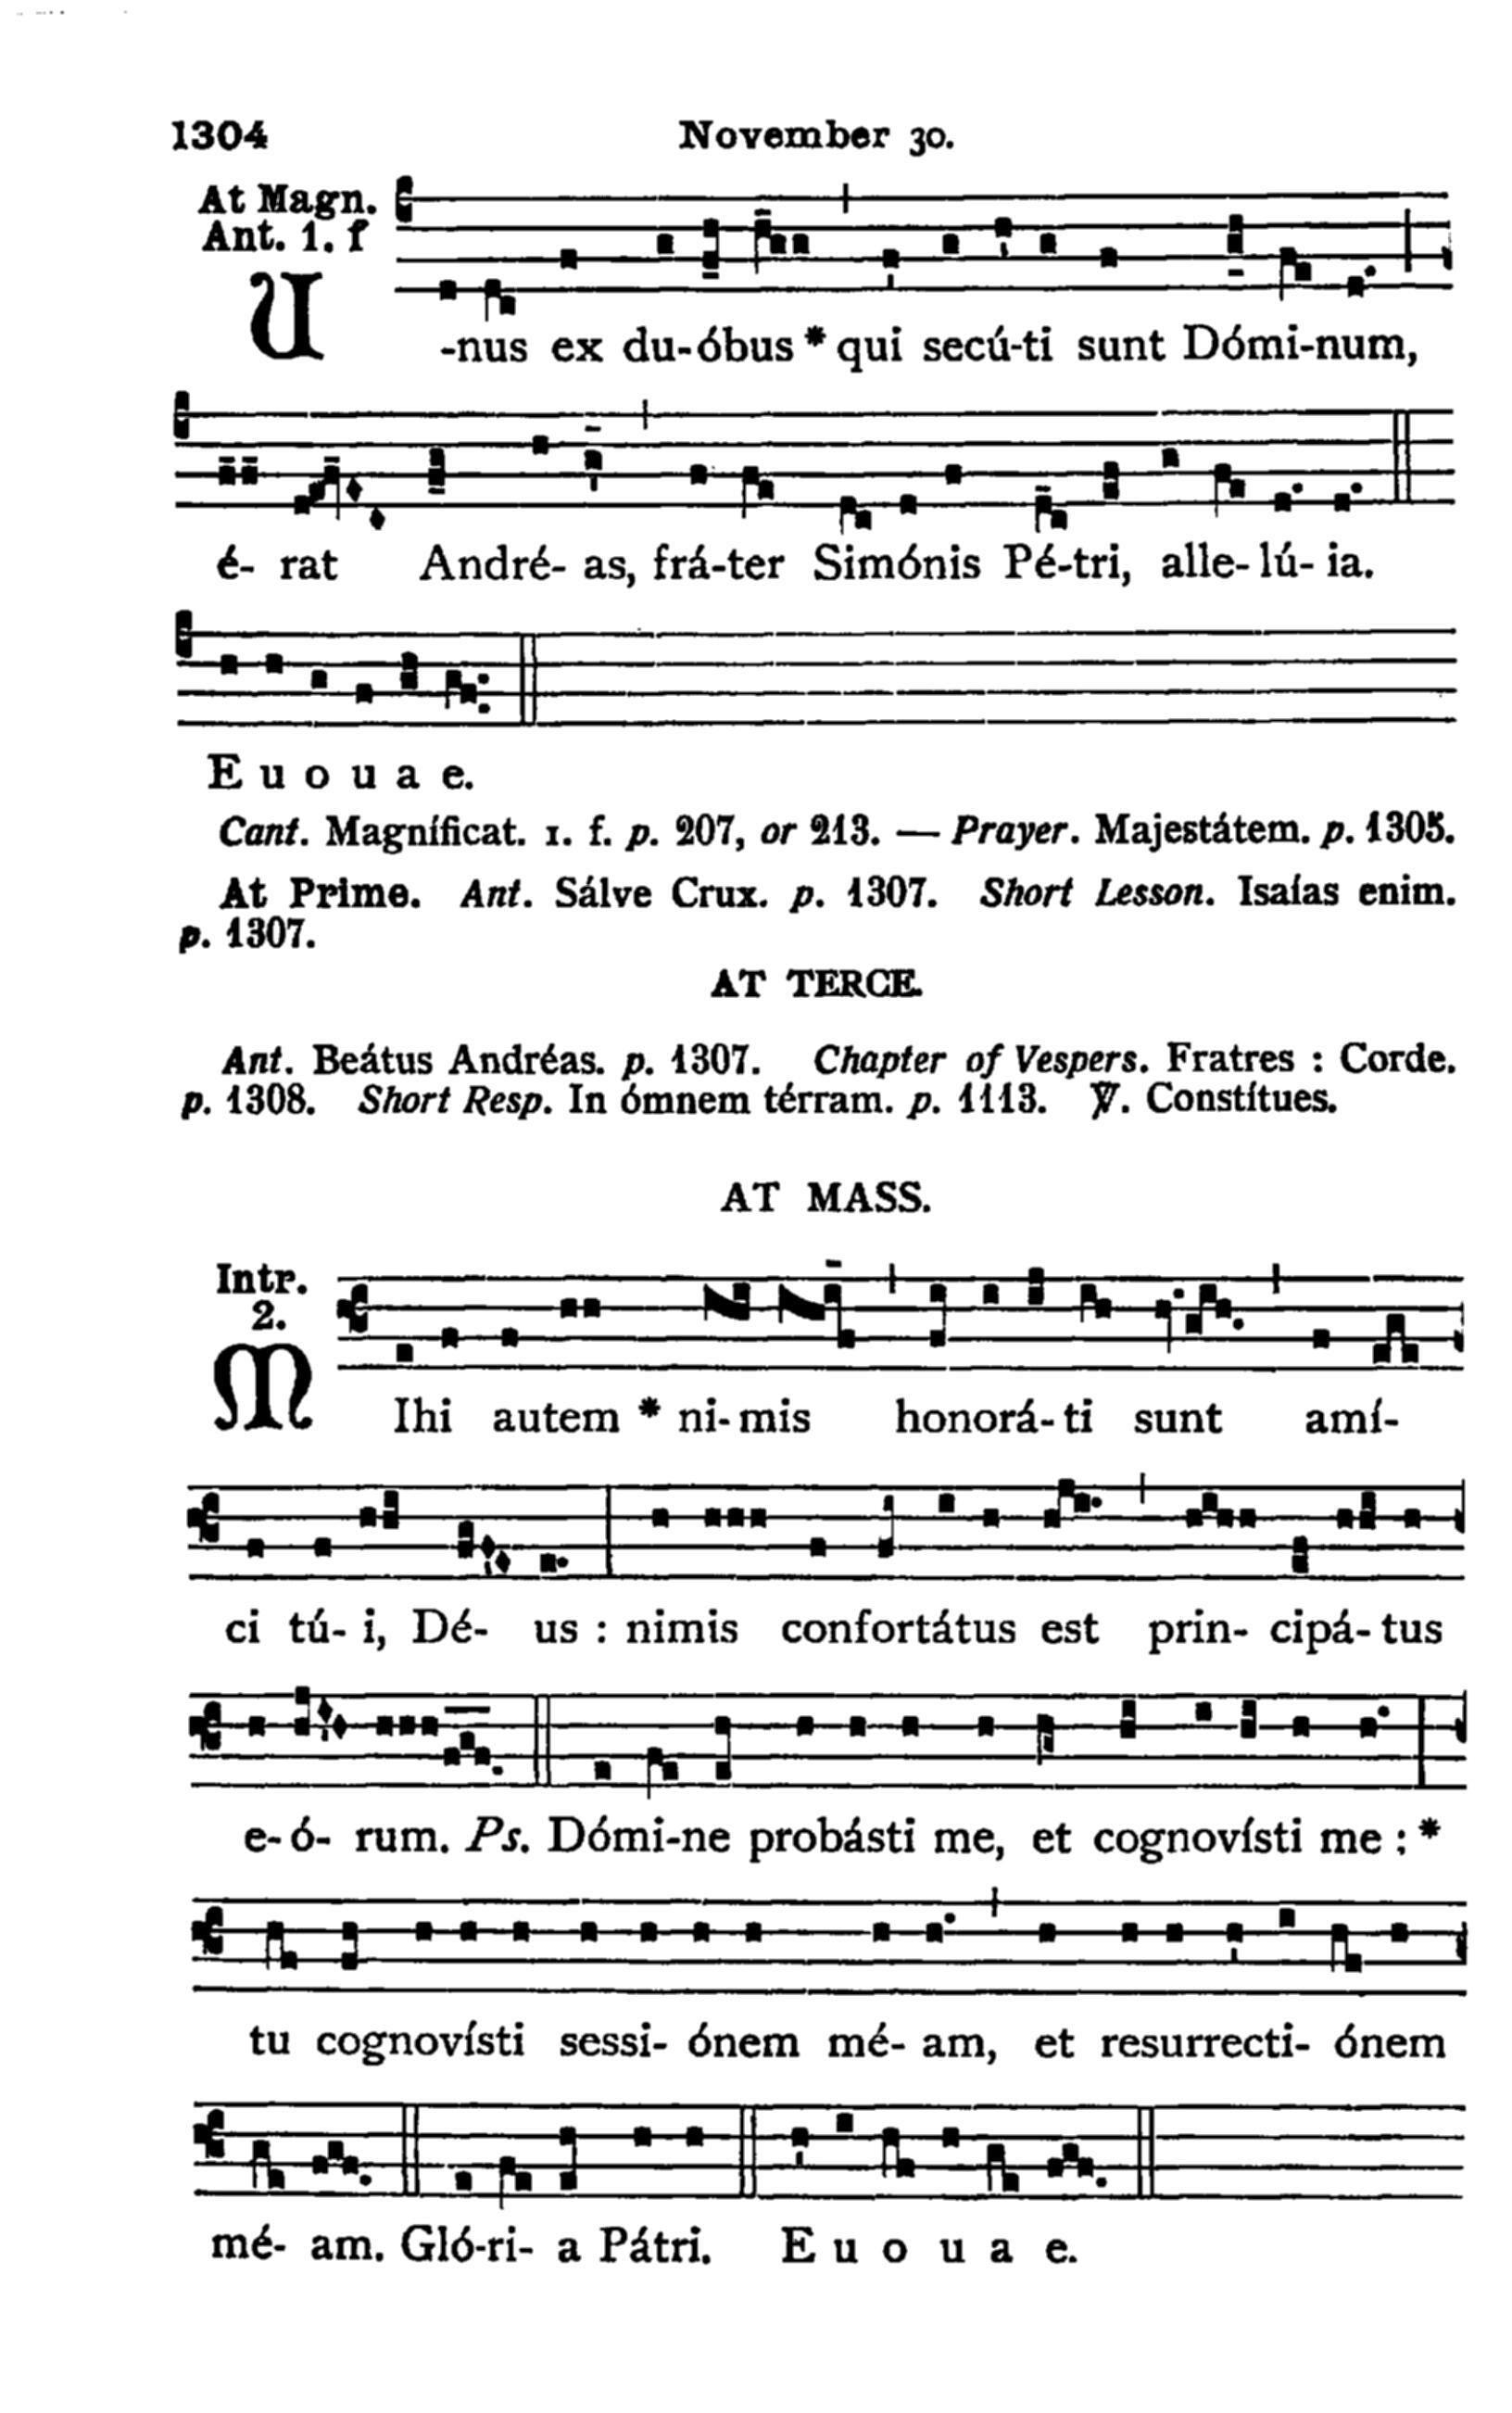 1304 November 30.
At Magn.
Ant. 1. f
U-nus ex du-óbus * qui secú-ti sunt Dómi-num,
é- rat André- as, frá-ter Simónis Pé-tri, alle- lú- ia.
E u o u a e.
Cant. Magníficat. 1. f. p. 207, or 213. — Prayer. Majestátem. p. 1305.
At Prime. Ant. Sálve Crux. p. 1307. Short Lesson. Isaías enim.
p. 1307.
AT TERCE.
Ant. Beátus Andréas. p. 1307. Chapter of Vespers. Fratres : Corde.
p. 1308. Short Resp. In ómnem térram. p. 1113. ℣. Constítues.
AT MASS.
Intr.
2.
MIhi autem * ni- mis honorá- ti sunt amí-
ci tú- i, Dé- us : nimis confortátus est prin- cipá- tus
e- ó- rum. Ps. Dómi-ne probásti me, et cognovísti me : *
tu cognovísti sessi- ónem mé- am, et resurrecti- ónem
mé- am. Gló-ri- a Pátri. E u o u a e.